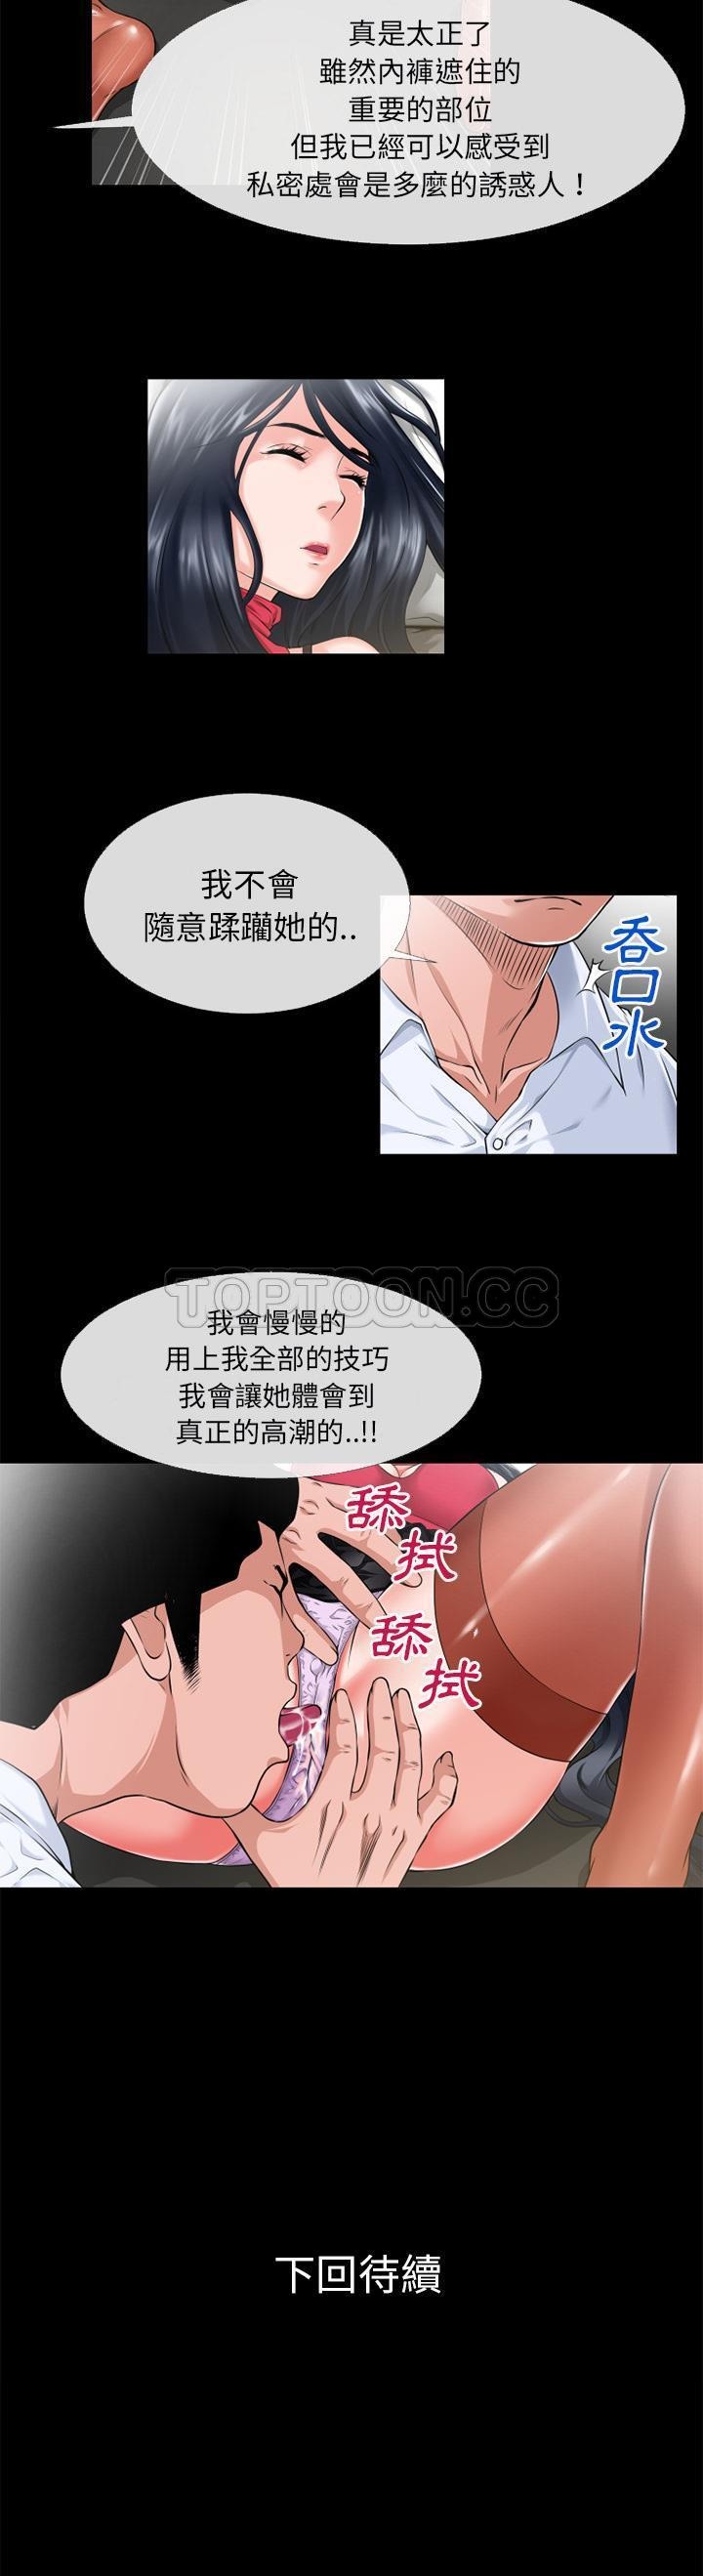 真是太正了
雖然內褲遮住的
重要的部位
但我已經可以感受到
私密處會是多麼的誘惑人！
我不會
隨意蹂躪她的..
吞口水
TOPTOON.CC
我會慢慢的
用上我全部的技巧
我會讓她體會到
真正的高潮的..!!
舔拭
舔拭
下回待續